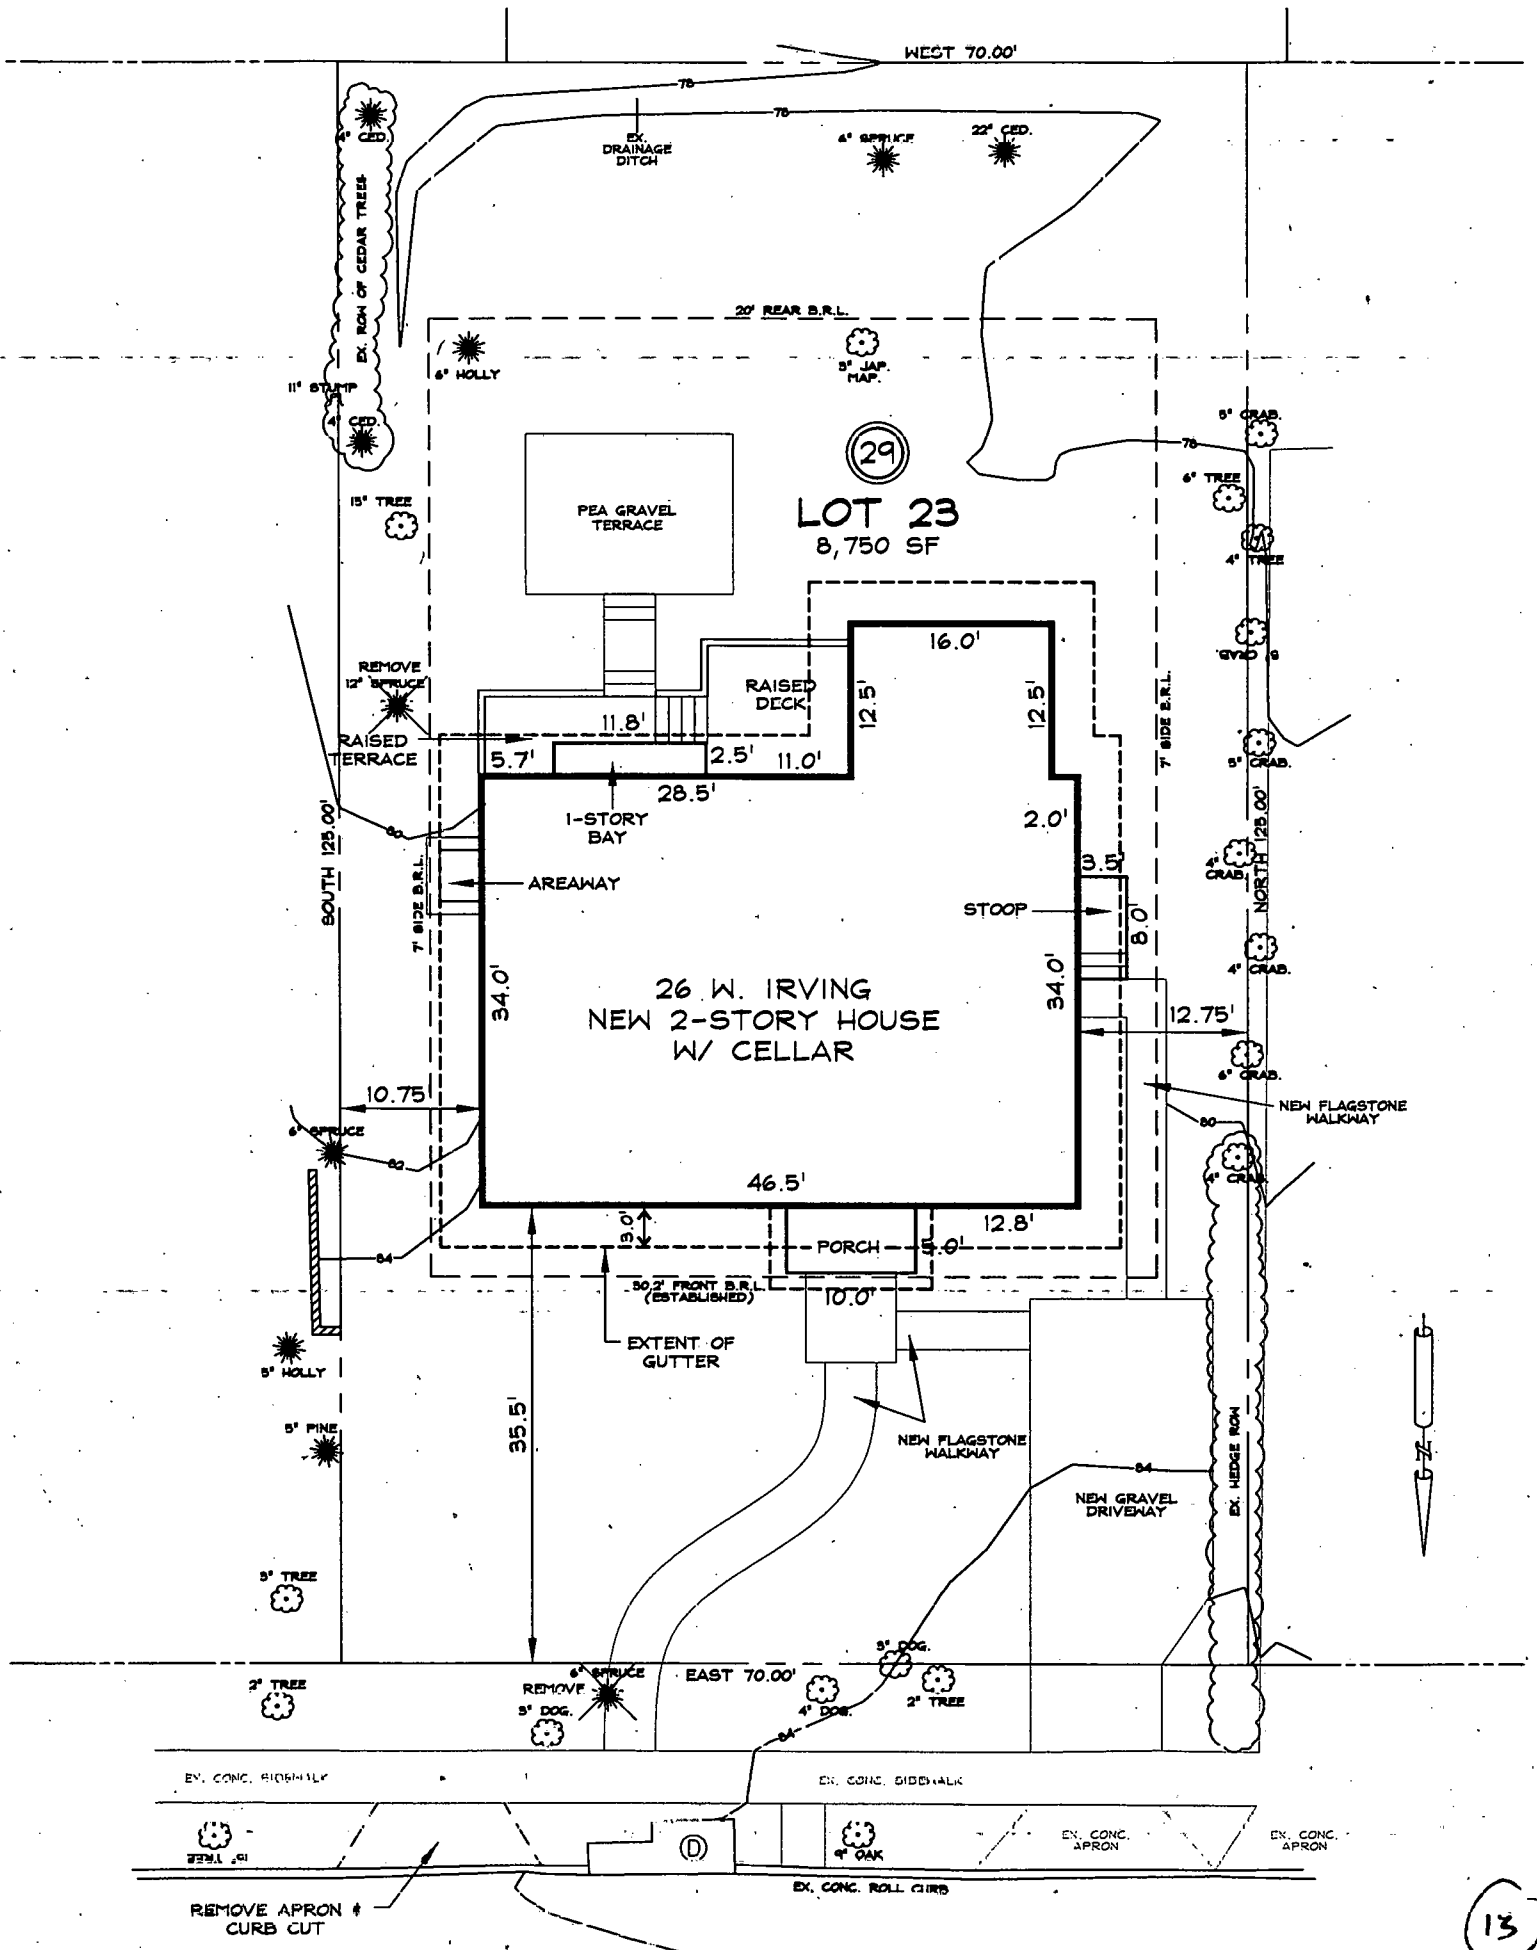 WEST 70.00'
78
78
4" CED.
EX.
DRAINAGE
DITCH
6" SPRUCE
22" CED.
EX. ROW OF CEDAR TREES
20' REAR B.R.L.
6" HOLLY
5" JAP.
MAP.
11" STUMP
4" CED.
29
5" CRAB.
78
6" TREE
15" TREE
PEA GRAVEL
TERRACE
LOT 23
8,750 SF
4" TREE
16.0'
5" CRAB.
REMOVE
12" SPRUCE
RAISED
DECK
12.5'
12.5'
7' SIDE B.R.L.
11.8'
RAISED
TERRACE
5.7'
2.5'
11.0'
5" CRAB.
28.5'
1-STORY
BAY
2.0'
80
SOUTH 125.00'
NORTH 125.00'
3.5'
4"
CRAB.
7' SIDE B.R.L.
AREAWAY
STOOP
8.0'
4" CRAB.
34.0'
34.0'
26 W. IRVING
NEW 2-STORY HOUSE
W/ CELLAR
12.75'
6" CRAB.
10.75
NEW FLAGSTONE
WALKWAY
6" SPRUCE
80
82
4" CRAB.
46.5'
3.0'
12.8'
PORCH
84
30.2' FRONT B.R.L.
(ESTABLISHED)
10.0'
EXTENT OF
GUTTER
5" HOLLY
35.5'
5" PINE
NEW FLAGSTONE
WALKWAY
EX. HEDGE ROW
84
NEW GRAVEL
DRIVEWAY
N
3" TREE
3" DOG.
6" SPRUCE
EAST 70.00'
2" TREE
REMOVE
3" DOG.
4" DOG.
2" TREE
84
EX. CONC. SIDEWALK
EX. CONC. SIDEWALK
15" TREE
D
9" OAK
EX. CONC.
APRON
EX. CONC.
APRON
EX. CONC. ROLL CURB
REMOVE APRON &
CURB CUT
13